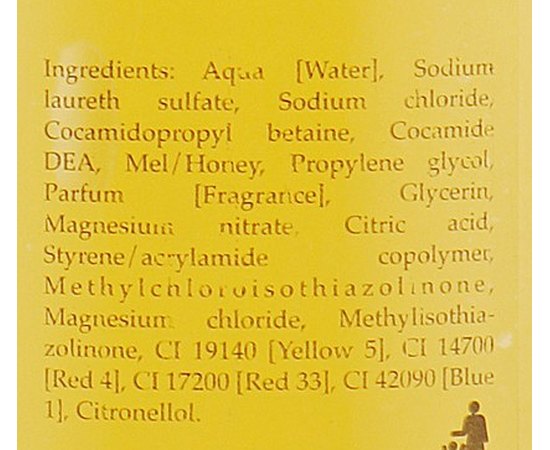 Ingredients: Aqua [Water], Sodium
laureth sulfate, Sodium chloride,
Cocamidopropyl betaine, Cocamide
DEA, Mel/Honey, Propylene glycol,
Parfum [Fragrance], Glycerin,
Magnesium nitrate, Citric acid,
Styrene/acrylamide copolymer,
Methylchloroisothiazolinone,
Magnesium chloride, Methylisothia-
zolinone, CI 19140 [Yellow 5], CI 14700
[Red 4], CI 17200 [Red 33], CI 42090 [Blue
1], Citronellol.